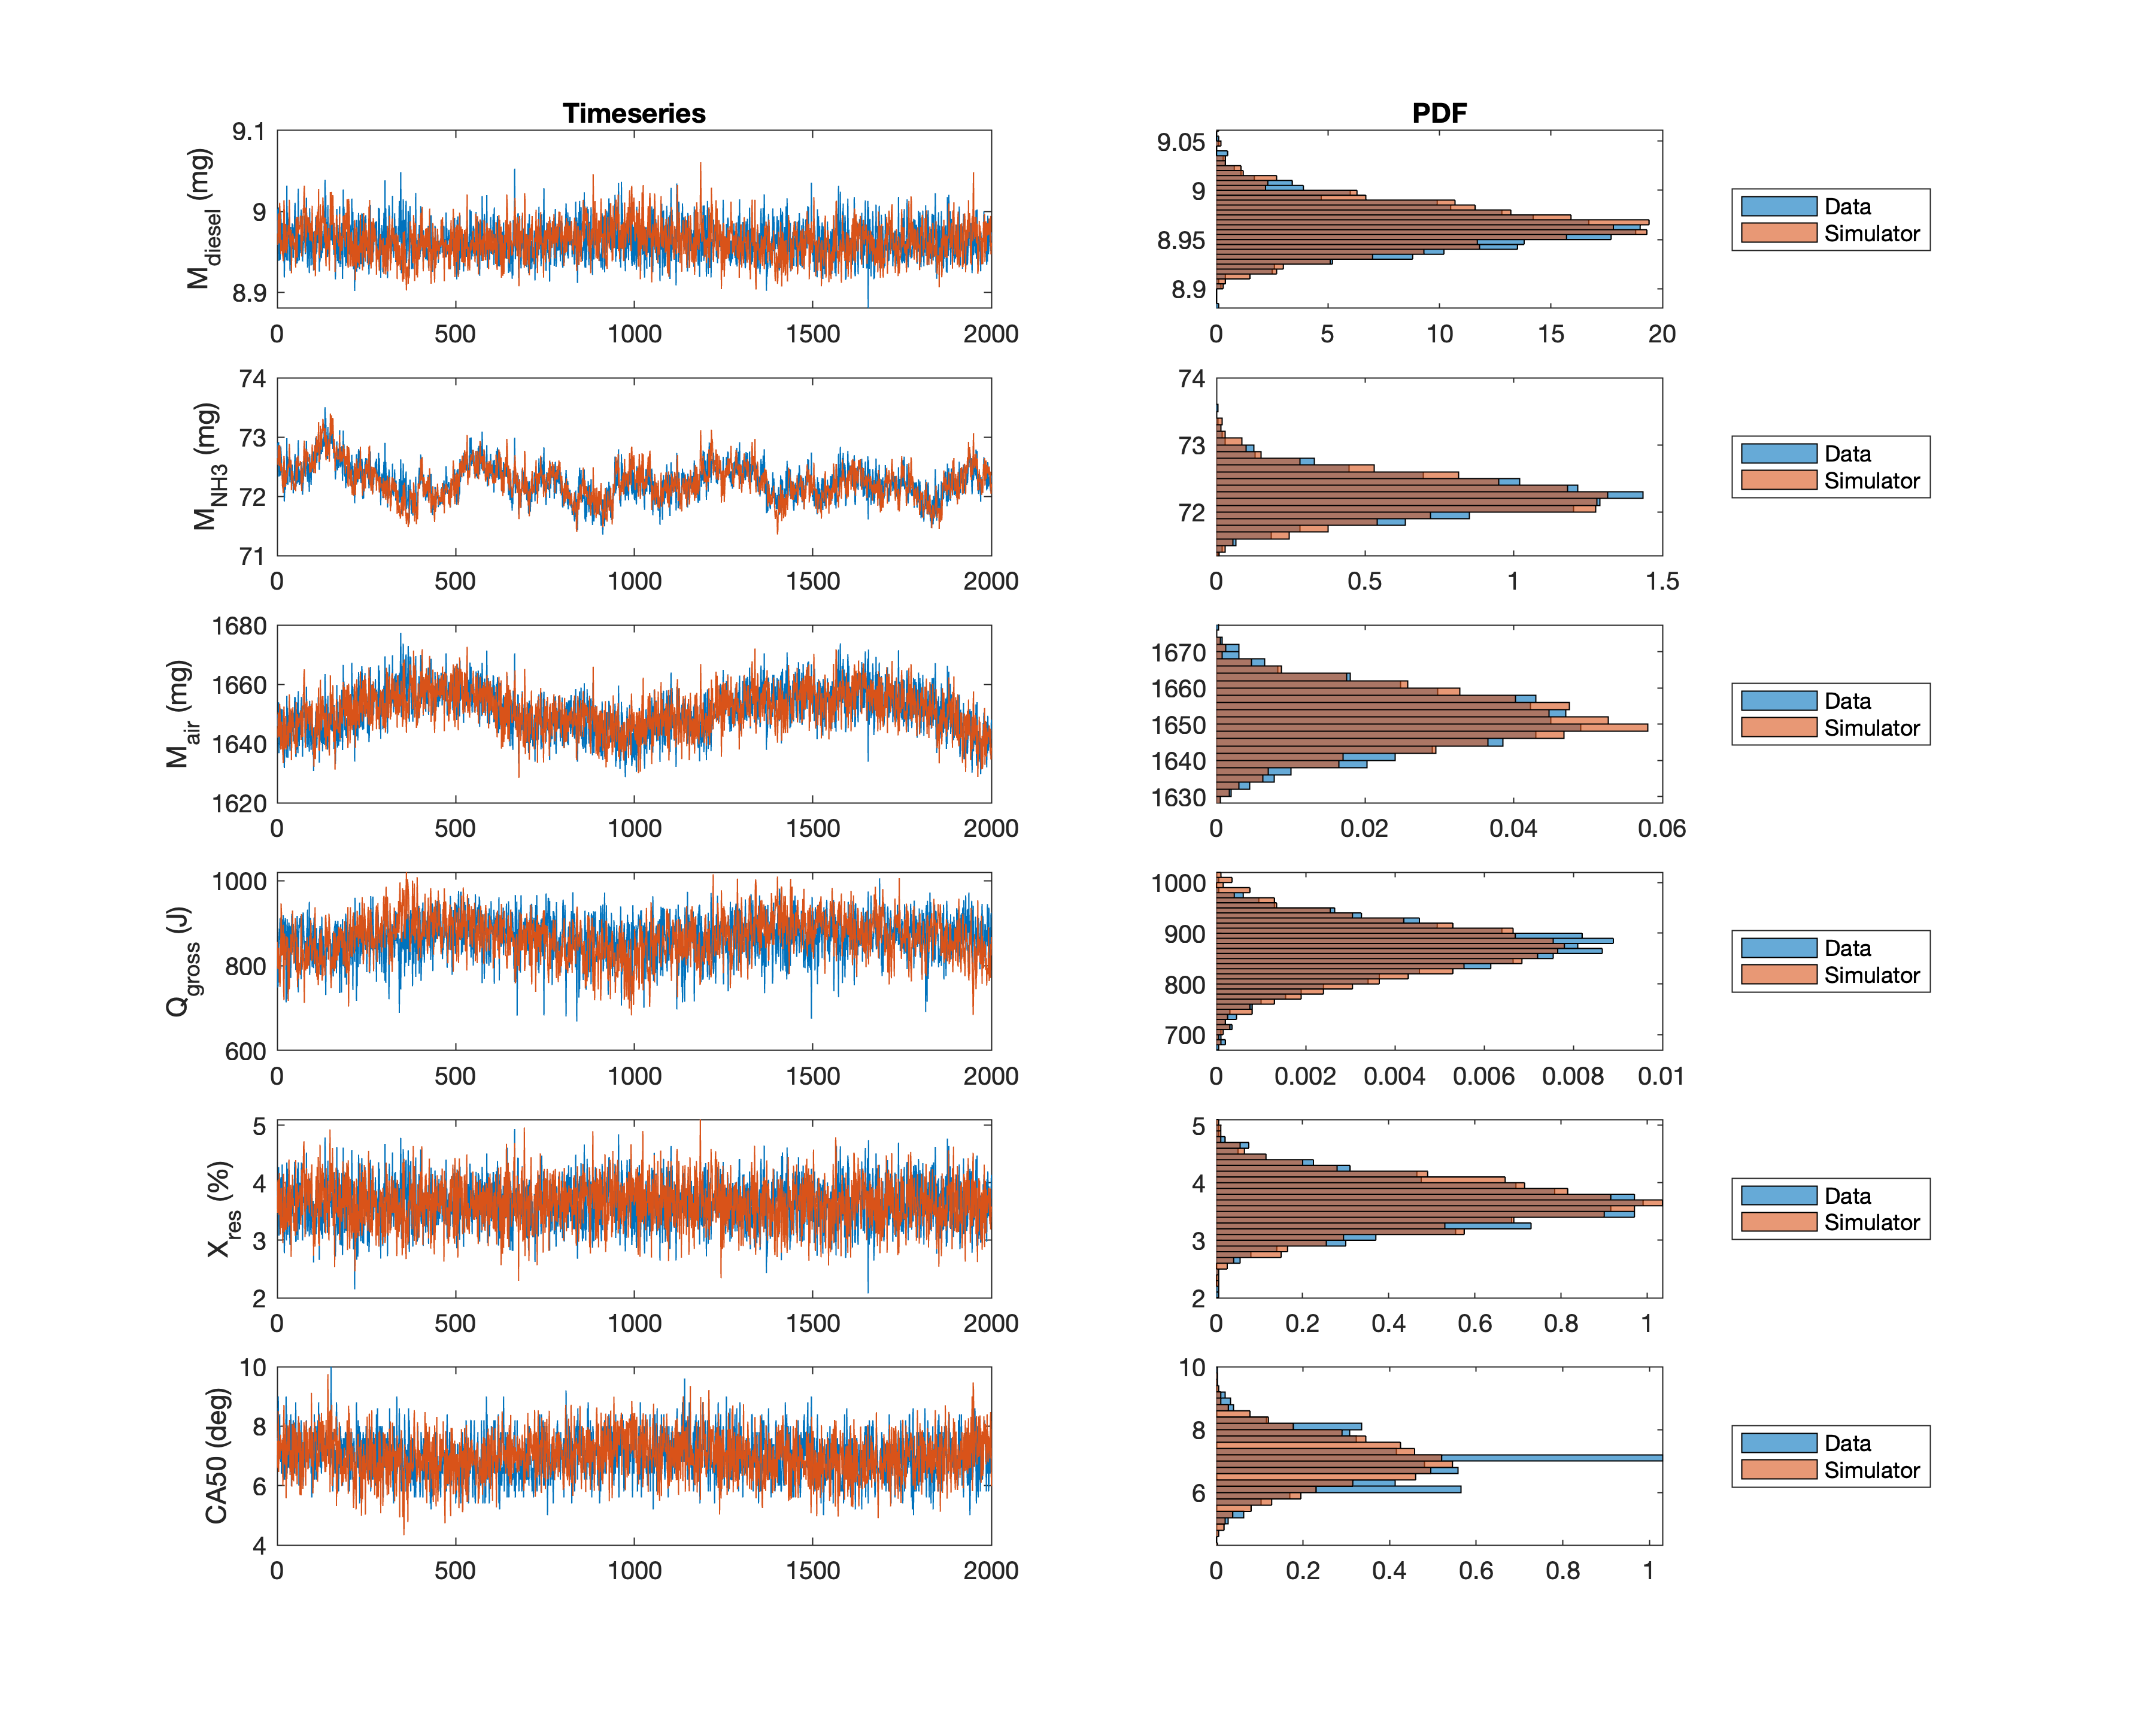 Timeseries PDF
9.1
9
8.9
M_diesel (mg)
0 500 1000 1500 2000
9.05
9
8.95
8.9
0 5 10 15 20
Data
Simulator
74
73
72
71
M_NH3 (mg)
0 500 1000 1500 2000
74
73
72
0 0.5 1 1.5
Data
Simulator
1680
1660
1640
1620
M_air (mg)
0 500 1000 1500 2000
1670
1660
1650
1640
1630
0 0.02 0.04 0.06
Data
Simulator
1000
800
600
Q_gross (J)
0 500 1000 1500 2000
1000
900
800
700
0 0.002 0.004 0.006 0.008 0.01
Data
Simulator
5
4
3
2
X_res (%)
0 500 1000 1500 2000
5
4
3
2
0 0.2 0.4 0.6 0.8 1
Data
Simulator
10
8
6
4
CA50 (deg)
0 500 1000 1500 2000
10
8
6
0 0.2 0.4 0.6 0.8 1
Data
Simulator